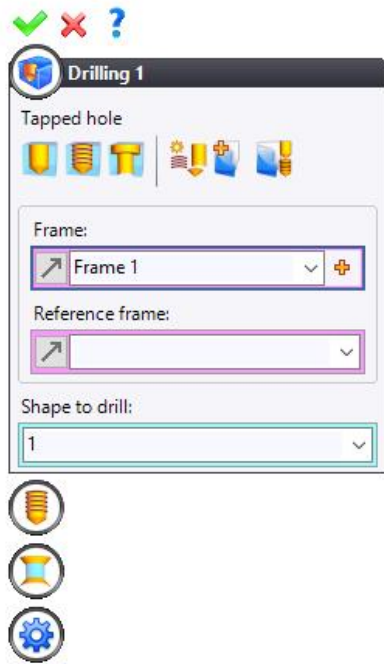 ?
Drilling 1
Tapped hole
Frame:
Frame 1
Reference frame:
Shape to drill:
1